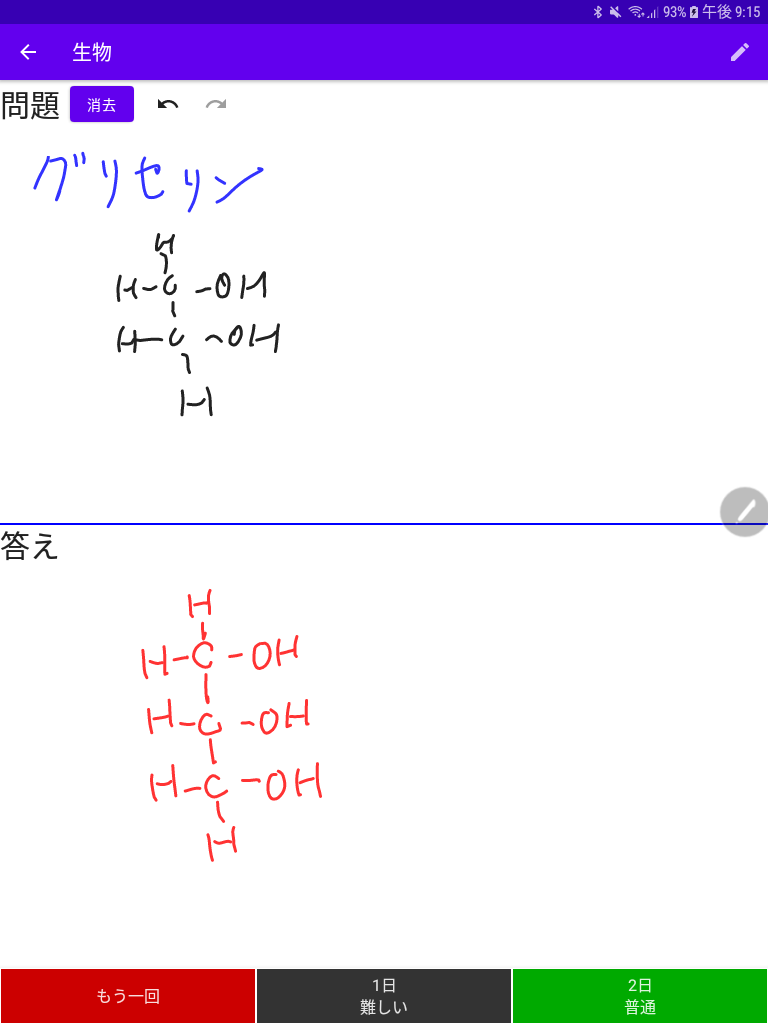 93% 午後 9:15
生物
問題 消去
グリセリン
H
H-C-OH
H-C-OH
H
答え
H
H-C-OH
H-C-OH
H-C-OH
H
もう一回
1日
難しい
2日
普通